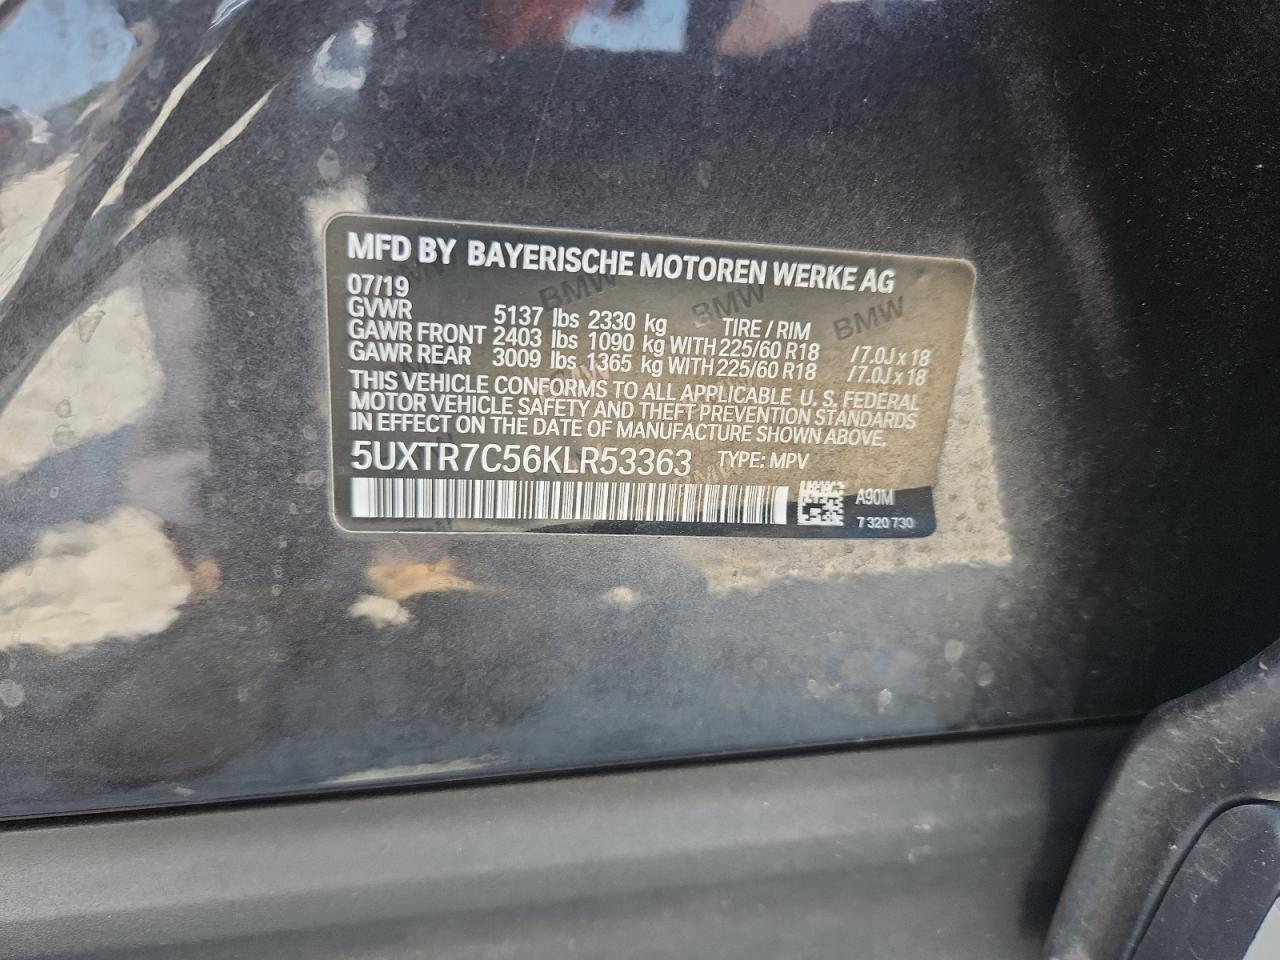 MFD BY BAYERISCHE MOTOREN WERKE AG
07/19
GVWR 5137 lbs 2330 kg TIRE / RIM
GAWR FRONT 2403 lbs 1090 kg WITH 225/60 R18 /7.0J x 18
GAWR REAR 3009 lbs 1365 kg WITH 225/60 R18 /7.0J x 18
THIS VEHICLE CONFORMS TO ALL APPLICABLE U. S. FEDERAL
MOTOR VEHICLE SAFETY AND THEFT PREVENTION STANDARDS
IN EFFECT ON THE DATE OF MANUFACTURE SHOWN ABOVE.
5UXTR7C56KLR53363 TYPE: MPV
A90M
7 320 730
BMW BMW BMW